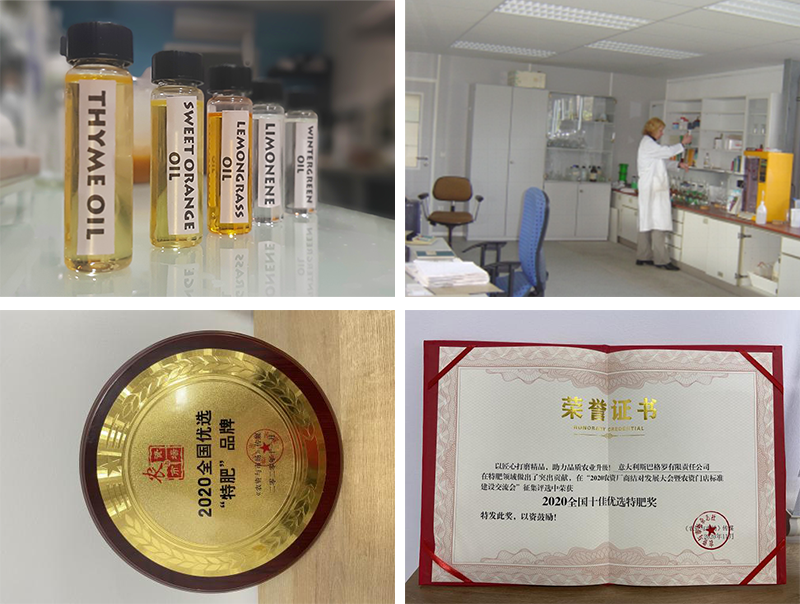 THYME OIL
SWEET ORANGE
OIL
LEMONGRASS
OIL
LIMONENE
WINTERGREEN
OIL
2020全国优选
“特肥” 品牌
荣誉证书
HONORARY CREDENTIAL
以匠心打磨精品，助力品质农业升级！ 意大利斯巴格罗有限责任公司
在特肥领域做出了突出贡献，在“2020农资厂商结对发展大会暨农资门店标准
建设交流会”征集评选中荣获
2020全国十佳优选特肥奖
特发此奖，以资鼓励！